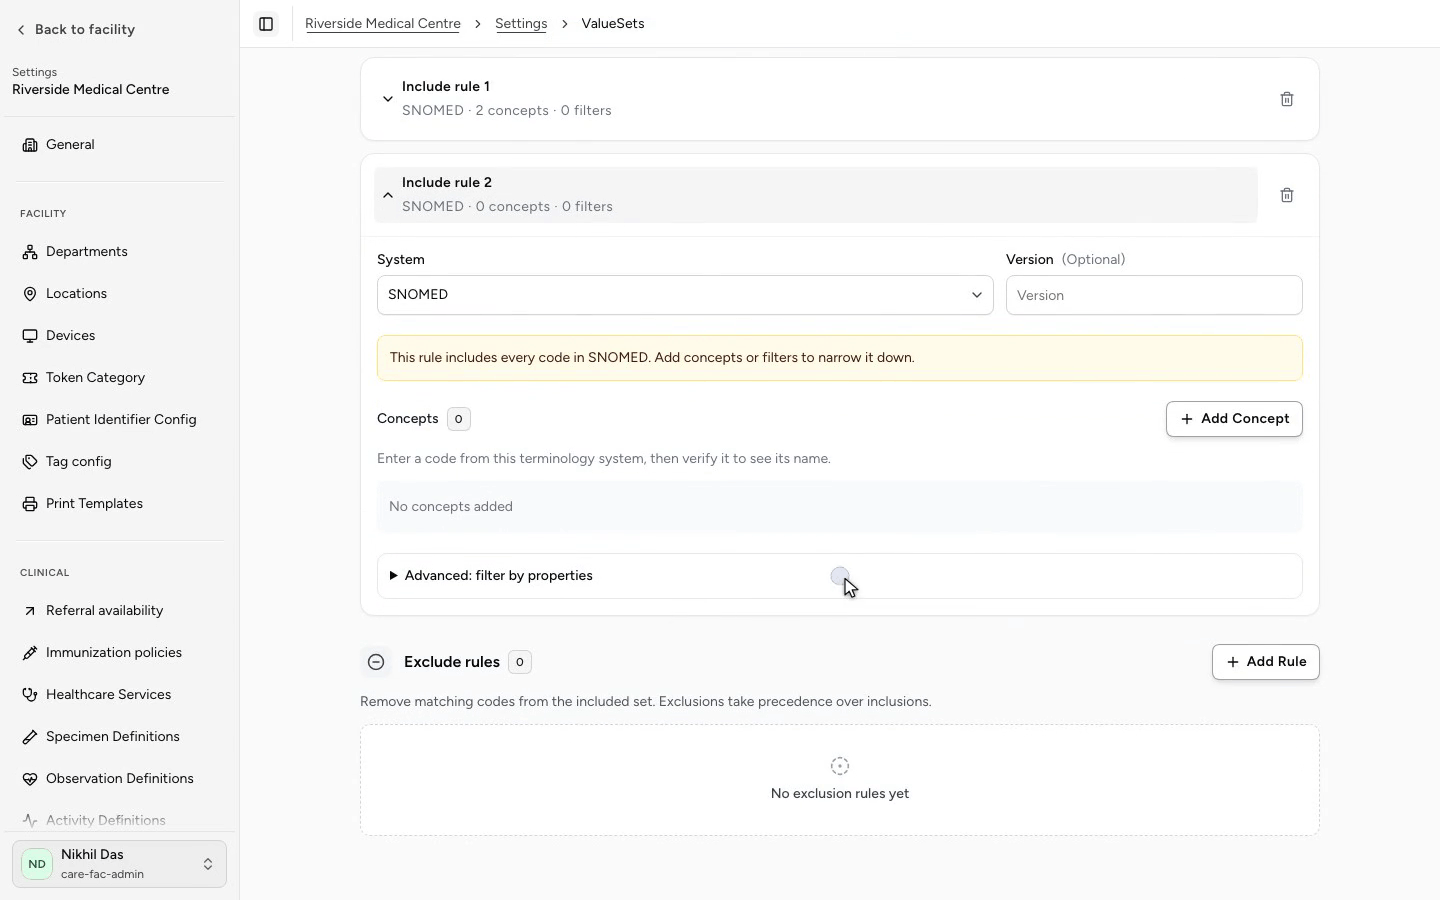 Back to facility
Settings
Riverside Medical Centre
General
FACILITY
Departments
Locations
Devices
Token Category
Patient Identifier Config
Tag config
Print Templates
CLINICAL
Referral availability
Immunization policies
Healthcare Services
Specimen Definitions
Observation Definitions
Activity Definitions
ND
Nikhil Das
care-fac-admin
Riverside Medical Centre > Settings > ValueSets
Include rule 1
SNOMED · 2 concepts · 0 filters
Include rule 2
SNOMED · 0 concepts · 0 filters
System
Version (Optional)
SNOMED
Version
This rule includes every code in SNOMED. Add concepts or filters to narrow it down.
Concepts 0
+ Add Concept
Enter a code from this terminology system, then verify it to see its name.
No concepts added
Advanced: filter by properties
Exclude rules 0
+ Add Rule
Remove matching codes from the included set. Exclusions take precedence over inclusions.
No exclusion rules yet